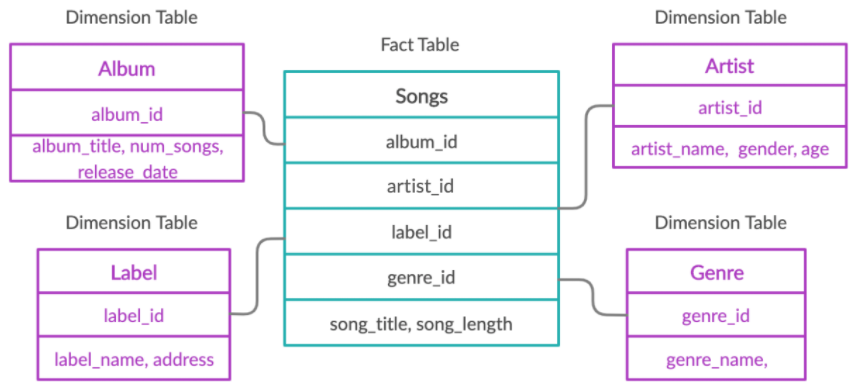 Dimension Table
Album
album_id
album_title, num_songs,
release_date
Fact Table
Songs
album_id
artist_id
label_id
genre_id
song_title, song_length
Dimension Table
Artist
artist_id
artist_name, gender, age
Dimension Table
Label
label_id
label_name, address
Dimension Table
Genre
genre_id
genre_name,